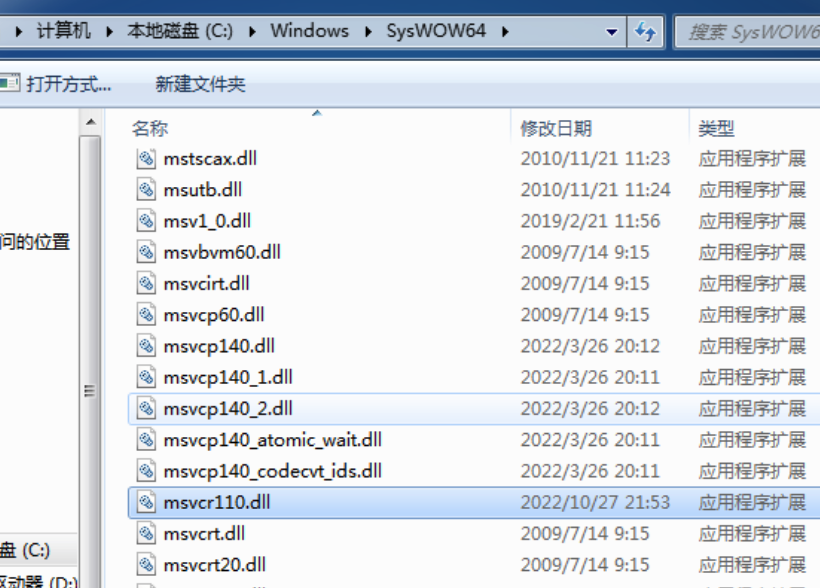 计算机 本地磁盘 (C:) Windows SysWOW64 搜索 SysWOW6
打开方式... 新建文件夹
名称 修改日期 类型
mstscax.dll 2010/11/21 11:23 应用程序扩展
msutb.dll 2010/11/21 11:24 应用程序扩展
msv1_0.dll 2019/2/21 11:56 应用程序扩展
问的位置
msvbvm60.dll 2009/7/14 9:15 应用程序扩展
msvcirt.dll 2009/7/14 9:15 应用程序扩展
msvcp60.dll 2009/7/14 9:15 应用程序扩展
msvcp140.dll 2022/3/26 20:12 应用程序扩展
msvcp140_1.dll 2022/3/26 20:11 应用程序扩展
msvcp140_2.dll 2022/3/26 20:12 应用程序扩展
msvcp140_atomic_wait.dll 2022/3/26 20:11 应用程序扩展
msvcp140_codecvt_ids.dll 2022/3/26 20:11 应用程序扩展
msvcr110.dll 2022/10/27 21:53 应用程序扩展
msvcrt.dll 2009/7/14 9:15 应用程序扩展
盘 (C:)
msvcrt20.dll 2009/7/14 9:15 应用程序扩展
驱动器 (D:)